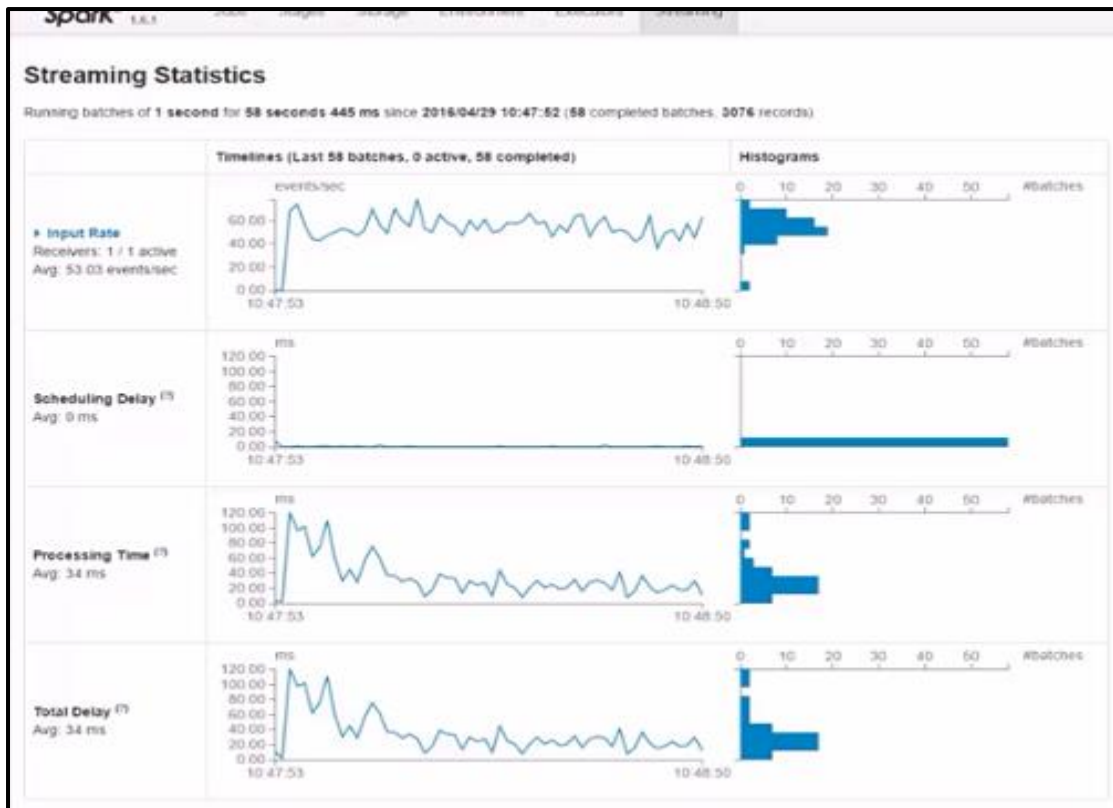 Spark 1.6.1 Jobs Stages Storage Environment Executors Streaming
Streaming Statistics
Running batches of 1 second for 58 seconds 445 ms since 2016/04/29 10:47:52 (58 completed batches, 3076 records)
Timelines (Last 58 batches, 0 active, 58 completed) Histograms
Input Rate
Receivers: 1 / 1 active
Avg: 53.03 events/sec
events/sec
60.00
40.00
20.00
0.00
10:47:53 10:48:50
0 10 20 30 40 50 #batches
Scheduling Delay (?)
Avg: 0 ms
ms
120.00
100.00
80.00
60.00
40.00
20.00
0.00
10:47:53 10:48:50
0 10 20 30 40 50 #batches
Processing Time (?)
Avg: 34 ms
ms
120.00
100.00
80.00
60.00
40.00
20.00
0.00
10:47:53 10:48:50
0 10 20 30 40 50 #batches
Total Delay (?)
Avg: 34 ms
ms
120.00
100.00
80.00
60.00
40.00
20.00
0.00
10:47:53 10:48:50
0 10 20 30 40 50 #batches